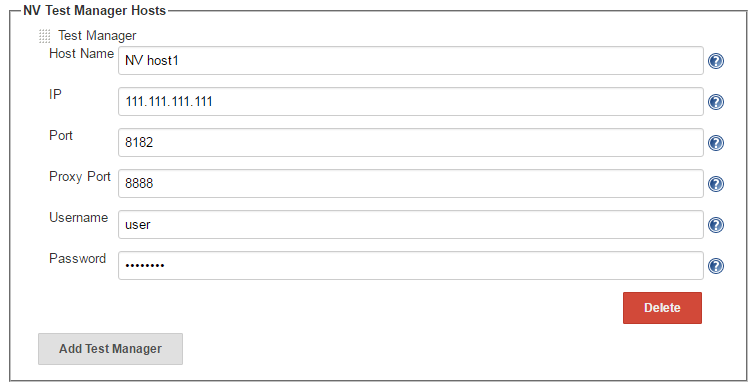 NV Test Manager Hosts
Test Manager
Host Name NV host1
IP 111.111.111.111
Port 8182
Proxy Port 8888
Username user
Password ••••••••
Delete
Add Test Manager